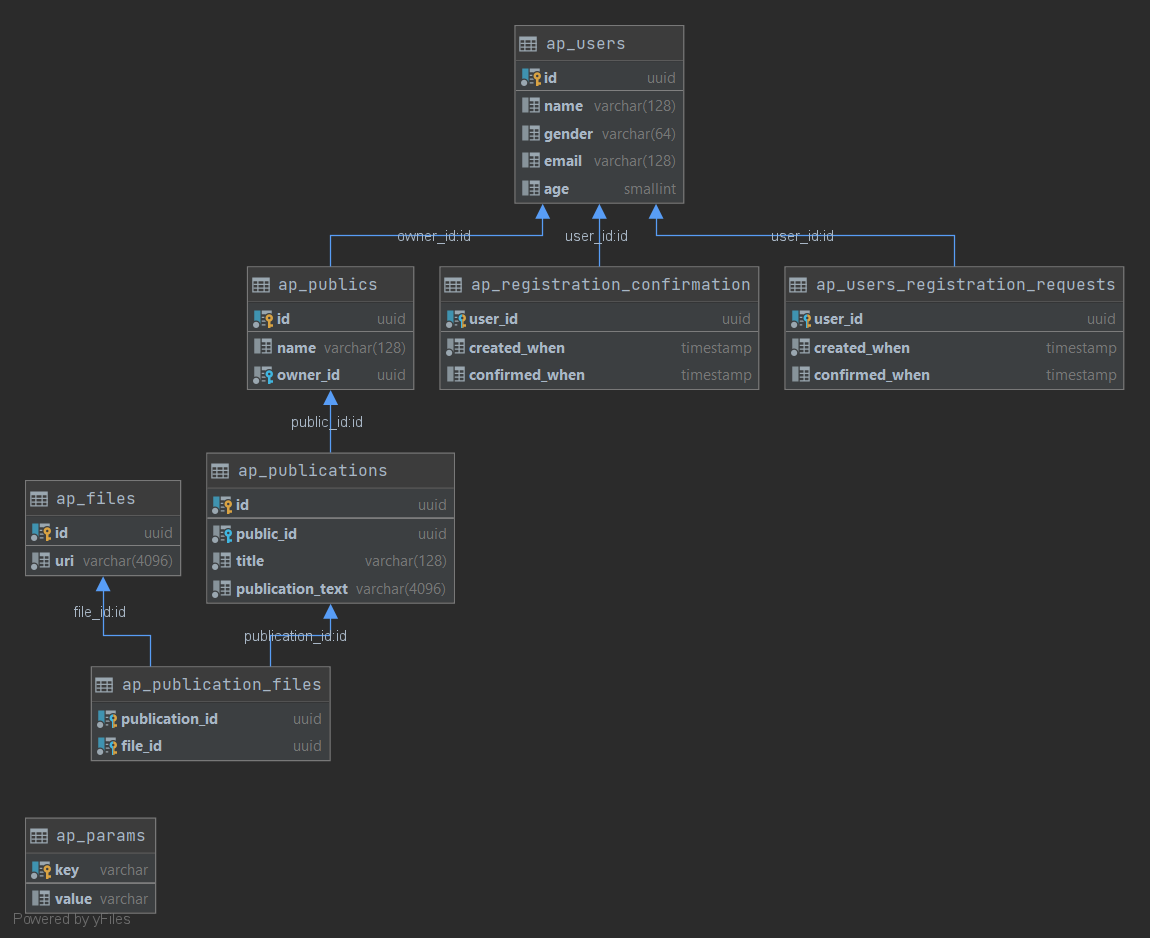 ap_users
id uuid
name varchar(128)
gender varchar(64)
email varchar(128)
age smallint
owner_id:id
user_id:id
user_id:id
ap_publics
id uuid
name varchar(128)
owner_id uuid
ap_registration_confirmation
user_id uuid
created_when timestamp
confirmed_when timestamp
ap_users_registration_requests
user_id uuid
created_when timestamp
confirmed_when timestamp
public_id:id
ap_publications
id uuid
public_id uuid
title varchar(128)
publication_text varchar(4096)
ap_files
id uuid
uri varchar(4096)
file_id:id
publication_id:id
ap_publication_files
publication_id uuid
file_id uuid
ap_params
key varchar
value varchar
Powered by yFiles